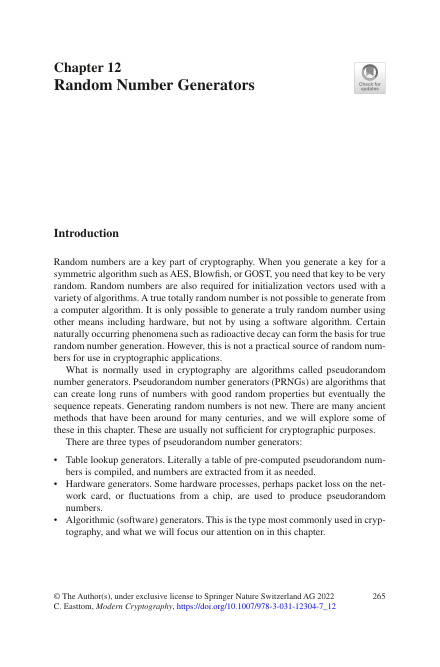 Chapter 12
Random Number Generators
Check for
updates
Introduction
Random numbers are a key part of cryptography. When you generate a key for a
symmetric algorithm such as AES, Blowfish, or GOST, you need that key to be very
random. Random numbers are also required for initialization vectors used with a
variety of algorithms. A true totally random number is not possible to generate from
a computer algorithm. It is only possible to generate a truly random number using
other means including hardware, but not by using a software algorithm. Certain
naturally occurring phenomena such as radioactive decay can form the basis for true
random number generation. However, this is not a practical source of random num-
bers for use in cryptographic applications.
What is normally used in cryptography are algorithms called pseudorandom
number generators. Pseudorandom number generators (PRNGs) are algorithms that
can create long runs of numbers with good random properties but eventually the
sequence repeats. Generating random numbers is not new. There are many ancient
methods that have been around for many centuries, and we will explore some of
these in this chapter. These are usually not sufficient for cryptographic purposes.
There are three types of pseudorandom number generators:
• Table lookup generators. Literally a table of pre-computed pseudorandom num-
bers is compiled, and numbers are extracted from it as needed.
• Hardware generators. Some hardware processes, perhaps packet loss on the net-
work card, or fluctuations from a chip, are used to produce pseudorandom
numbers.
• Algorithmic (software) generators. This is the type most commonly used in cryp-
tography, and what we will focus our attention on in this chapter.
© The Author(s), under exclusive license to Springer Nature Switzerland AG 2022 265
C. Easttom, Modern Cryptography, https://doi.org/10.1007/978-3-031-12304-7_12